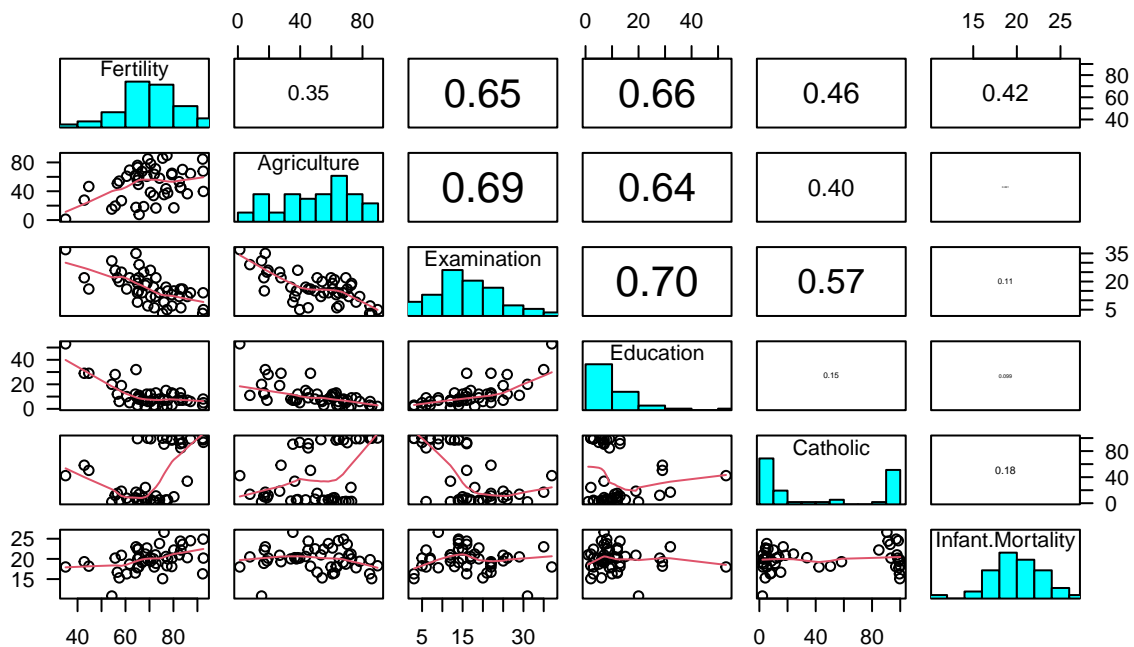 0 40 80 15 20 25
Fertility 0.35 0.65 0.66 0.46 0.42 40 60 80
0 40 80 Agriculture 0.69 0.64 0.40
Examination 0.70 0.57 0.11 5 20 35
0 20 40 Education 0.15 0.099
Catholic 0.18 0 40 80
15 20 25 Infant.Mortality
40 60 80 5 15 30 0 40 80